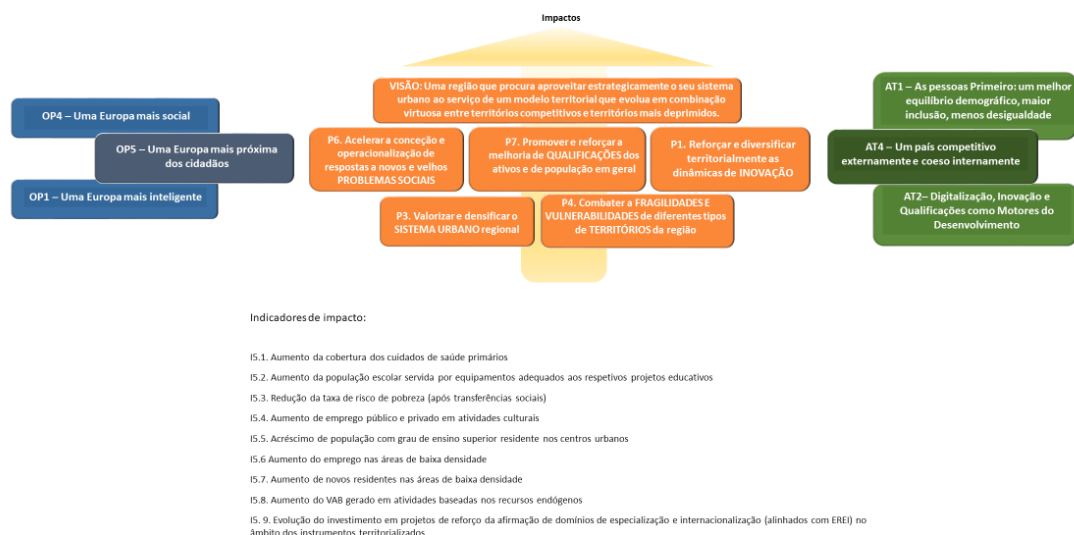 Impactos
VISÃO: Uma região que procura aproveitar estrategicamente o seu sistema
urbano ao serviço de um modelo territorial que evolua em combinação
virtuosa entre territórios competitivos e territórios mais deprimidos.
OP4 – Uma Europa mais social
OP5 – Uma Europa mais próxima
dos cidadãos
OP1 – Uma Europa mais inteligente
P6. Acelerar a conceção e
operacionalização de
respostas a novos e velhos
PROBLEMAS SOCIAIS
P7. Promover e reforçar a
melhoria de QUALIFICAÇÕES dos
ativos e de população em geral
P1. Reforçar e diversificar
territorialmente as
dinâmicas de INOVAÇÃO
P3. Valorizar e densificar o
SISTEMA URBANO regional
P4. Combater a FRAGILIDADES E
VULNERABILIDADES de diferentes tipos
de TERRITÓRIOS da região
AT1 – As pessoas Primeiro: um melhor
equilíbrio demográfico, maior
inclusão, menos desigualdade
AT4 – Um país competitivo
externamente e coeso internamente
AT2– Digitalização, Inovação e
Qualificações como Motores do
Desenvolvimento
Indicadores de impacto:
I5.1. Aumento da cobertura dos cuidados de saúde primários
I5.2. Aumento da população escolar servida por equipamentos adequados aos respetivos projetos educativos
I5.3. Redução da taxa de risco de pobreza (após transferências sociais)
I5.4. Aumento de emprego público e privado em atividades culturais
I5.5. Acréscimo de população com grau de ensino superior residente nos centros urbanos
I5.6 Aumento do emprego nas áreas de baixa densidade
I5.7. Aumento de novos residentes nas áreas de baixa densidade
I5.8. Aumento do VAB gerado em atividades baseadas nos recursos endógenos
I5. 9. Evolução do investimento em projetos de reforço da afirmação de domínios de especialização e internacionalização (alinhados com EREI) no
âmbito dos instrumentos territorializados